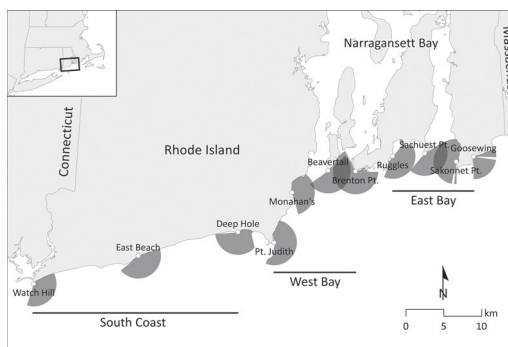 Narragansett Bay
Connecticut
Rhode Island
Sachuest Pt.
Goosewing
Beavertail
Ruggles
Sakonnet Pt.
Brenton Pt.
Monahan's
East Bay
Deep Hole
East Beach
Pt. Judith
West Bay
Watch Hill
South Coast
N
km
0 5 10